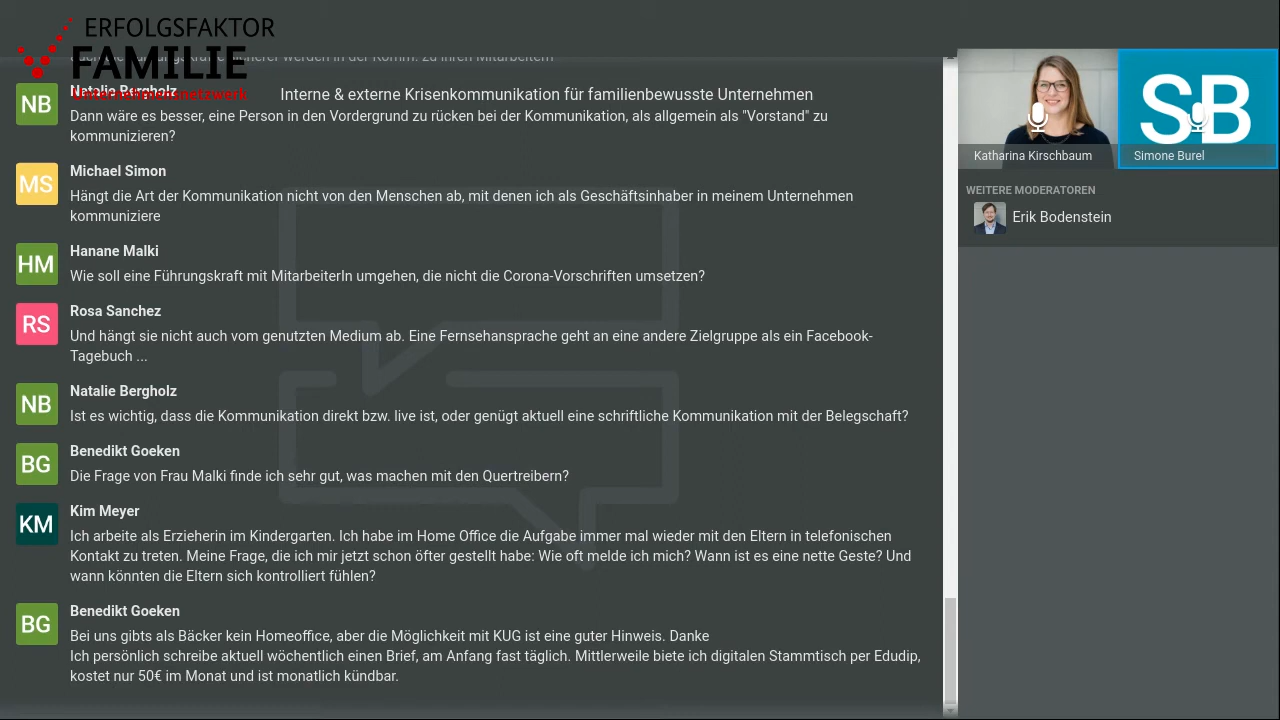 ERFOLGSFAKTOR
FAMILIE
Unternehmensnetzwerk
Interne & externe Krisenkommunikation für familienbewusste Unternehmen
NB
Natalie Bergholz
Dann wäre es besser, eine Person in den Vordergrund zu rücken bei der Kommunikation, als allgemein als "Vorstand" zu
kommunizieren?
MS
Michael Simon
Hängt die Art der Kommunikation nicht von den Menschen ab, mit denen ich als Geschäftsinhaber in meinem Unternehmen
kommuniziere
HM
Hanane Malki
Wie soll eine Führungskraft mit MitarbeiterIn umgehen, die nicht die Corona-Vorschriften umsetzen?
RS
Rosa Sanchez
Und hängt sie nicht auch vom genutzten Medium ab. Eine Fernsehansprache geht an eine andere Zielgruppe als ein Facebook-
Tagebuch ...
NB
Natalie Bergholz
Ist es wichtig, dass die Kommunikation direkt bzw. live ist, oder genügt aktuell eine schriftliche Kommunikation mit der Belegschaft?
BG
Benedikt Goeken
Die Frage von Frau Malki finde ich sehr gut, was machen mit den Quertreibern?
KM
Kim Meyer
Ich arbeite als Erzieherin im Kindergarten. Ich habe im Home Office die Aufgabe immer mal wieder mit den Eltern in telefonischen
Kontakt zu treten. Meine Frage, die ich mir jetzt schon öfter gestellt habe: Wie oft melde ich mich? Wann ist es eine nette Geste? Und
wann könnten die Eltern sich kontrolliert fühlen?
BG
Benedikt Goeken
Bei uns gibts als Bäcker kein Homeoffice, aber die Möglichkeit mit KUG ist eine guter Hinweis. Danke
Ich persönlich schreibe aktuell wöchentlich einen Brief, am Anfang fast täglich. Mittlerweile biete ich digitalen Stammtisch per Edudip,
kostet nur 50€ im Monat und ist monatlich kündbar.
SB
Katharina Kirschbaum
Simone Burel
WEITERE MODERATOREN
Erik Bodenstein